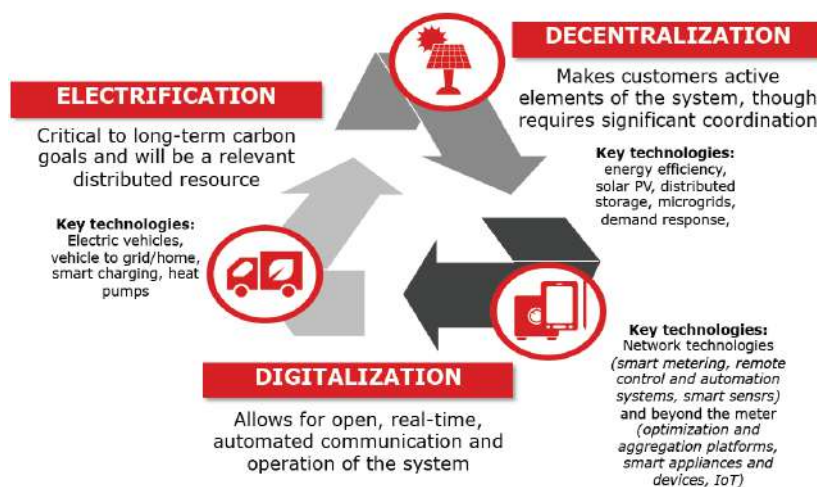 ELECTRIFICATION
Critical to long-term carbon
goals and will be a relevant
distributed resource
Key technologies:
Electric vehicles,
vehicle to grid/home,
smart charging, heat
pumps
DECENTRALIZATION
Makes customers active
elements of the system, though
requires significant coordination
Key technologies:
energy efficiency,
solar PV, distributed
storage, microgrids,
demand response,
DIGITALIZATION
Allows for open, real-time,
automated communication and
operation of the system
Key technologies:
Network technologies
(smart metering, remote
control and automation
systems, smart sensrs)
and beyond the meter
(optimization and
aggregation platforms,
smart appliances and
devices, IoT)